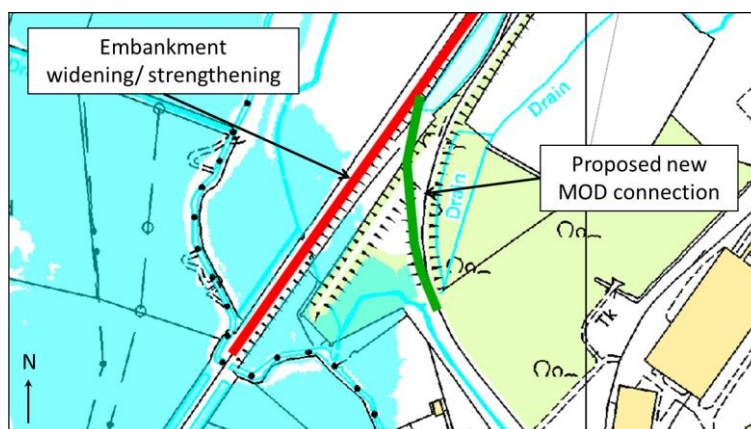 Embankment
widening/ strengthening
Drain
Proposed new
MOD connection
Drain
Tk
N